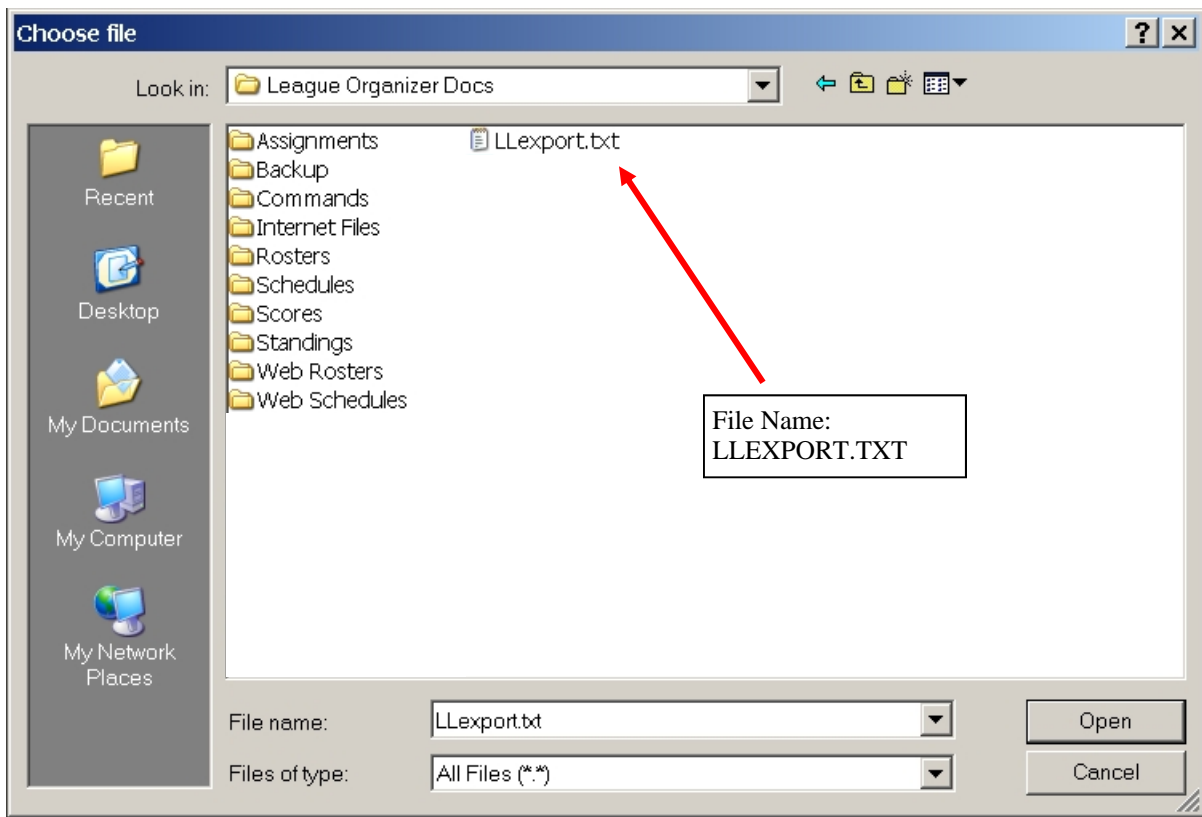 Choose file
?
Look in:
League Organizer Docs
Recent
Desktop
My Documents
My Computer
My Network
Places
Assignments
Backup
Commands
Internet Files
Rosters
Schedules
Scores
Standings
Web Rosters
Web Schedules
LLexport.txt
File Name:
LLEXPORT.TXT
File name:
LLexport.txt
Open
Files of type:
All Files (*.*)
Cancel